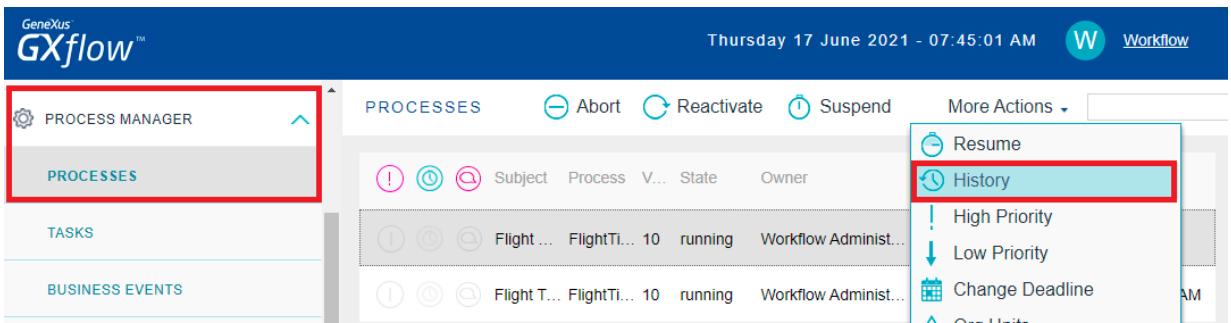 GeneXus
GXflow™
Thursday 17 June 2021 - 07:45:01 AM
W
Workflow
PROCESS MANAGER
PROCESSES
TASKS
BUSINESS EVENTS
PROCESSES Abort Reactivate Suspend More Actions
Subject Process V... State Owner
Flight ... FlightTi... 10 running Workflow Administ...
Flight T... FlightTi... 10 running Workflow Administ... AM
Resume
History
High Priority
Low Priority
Change Deadline